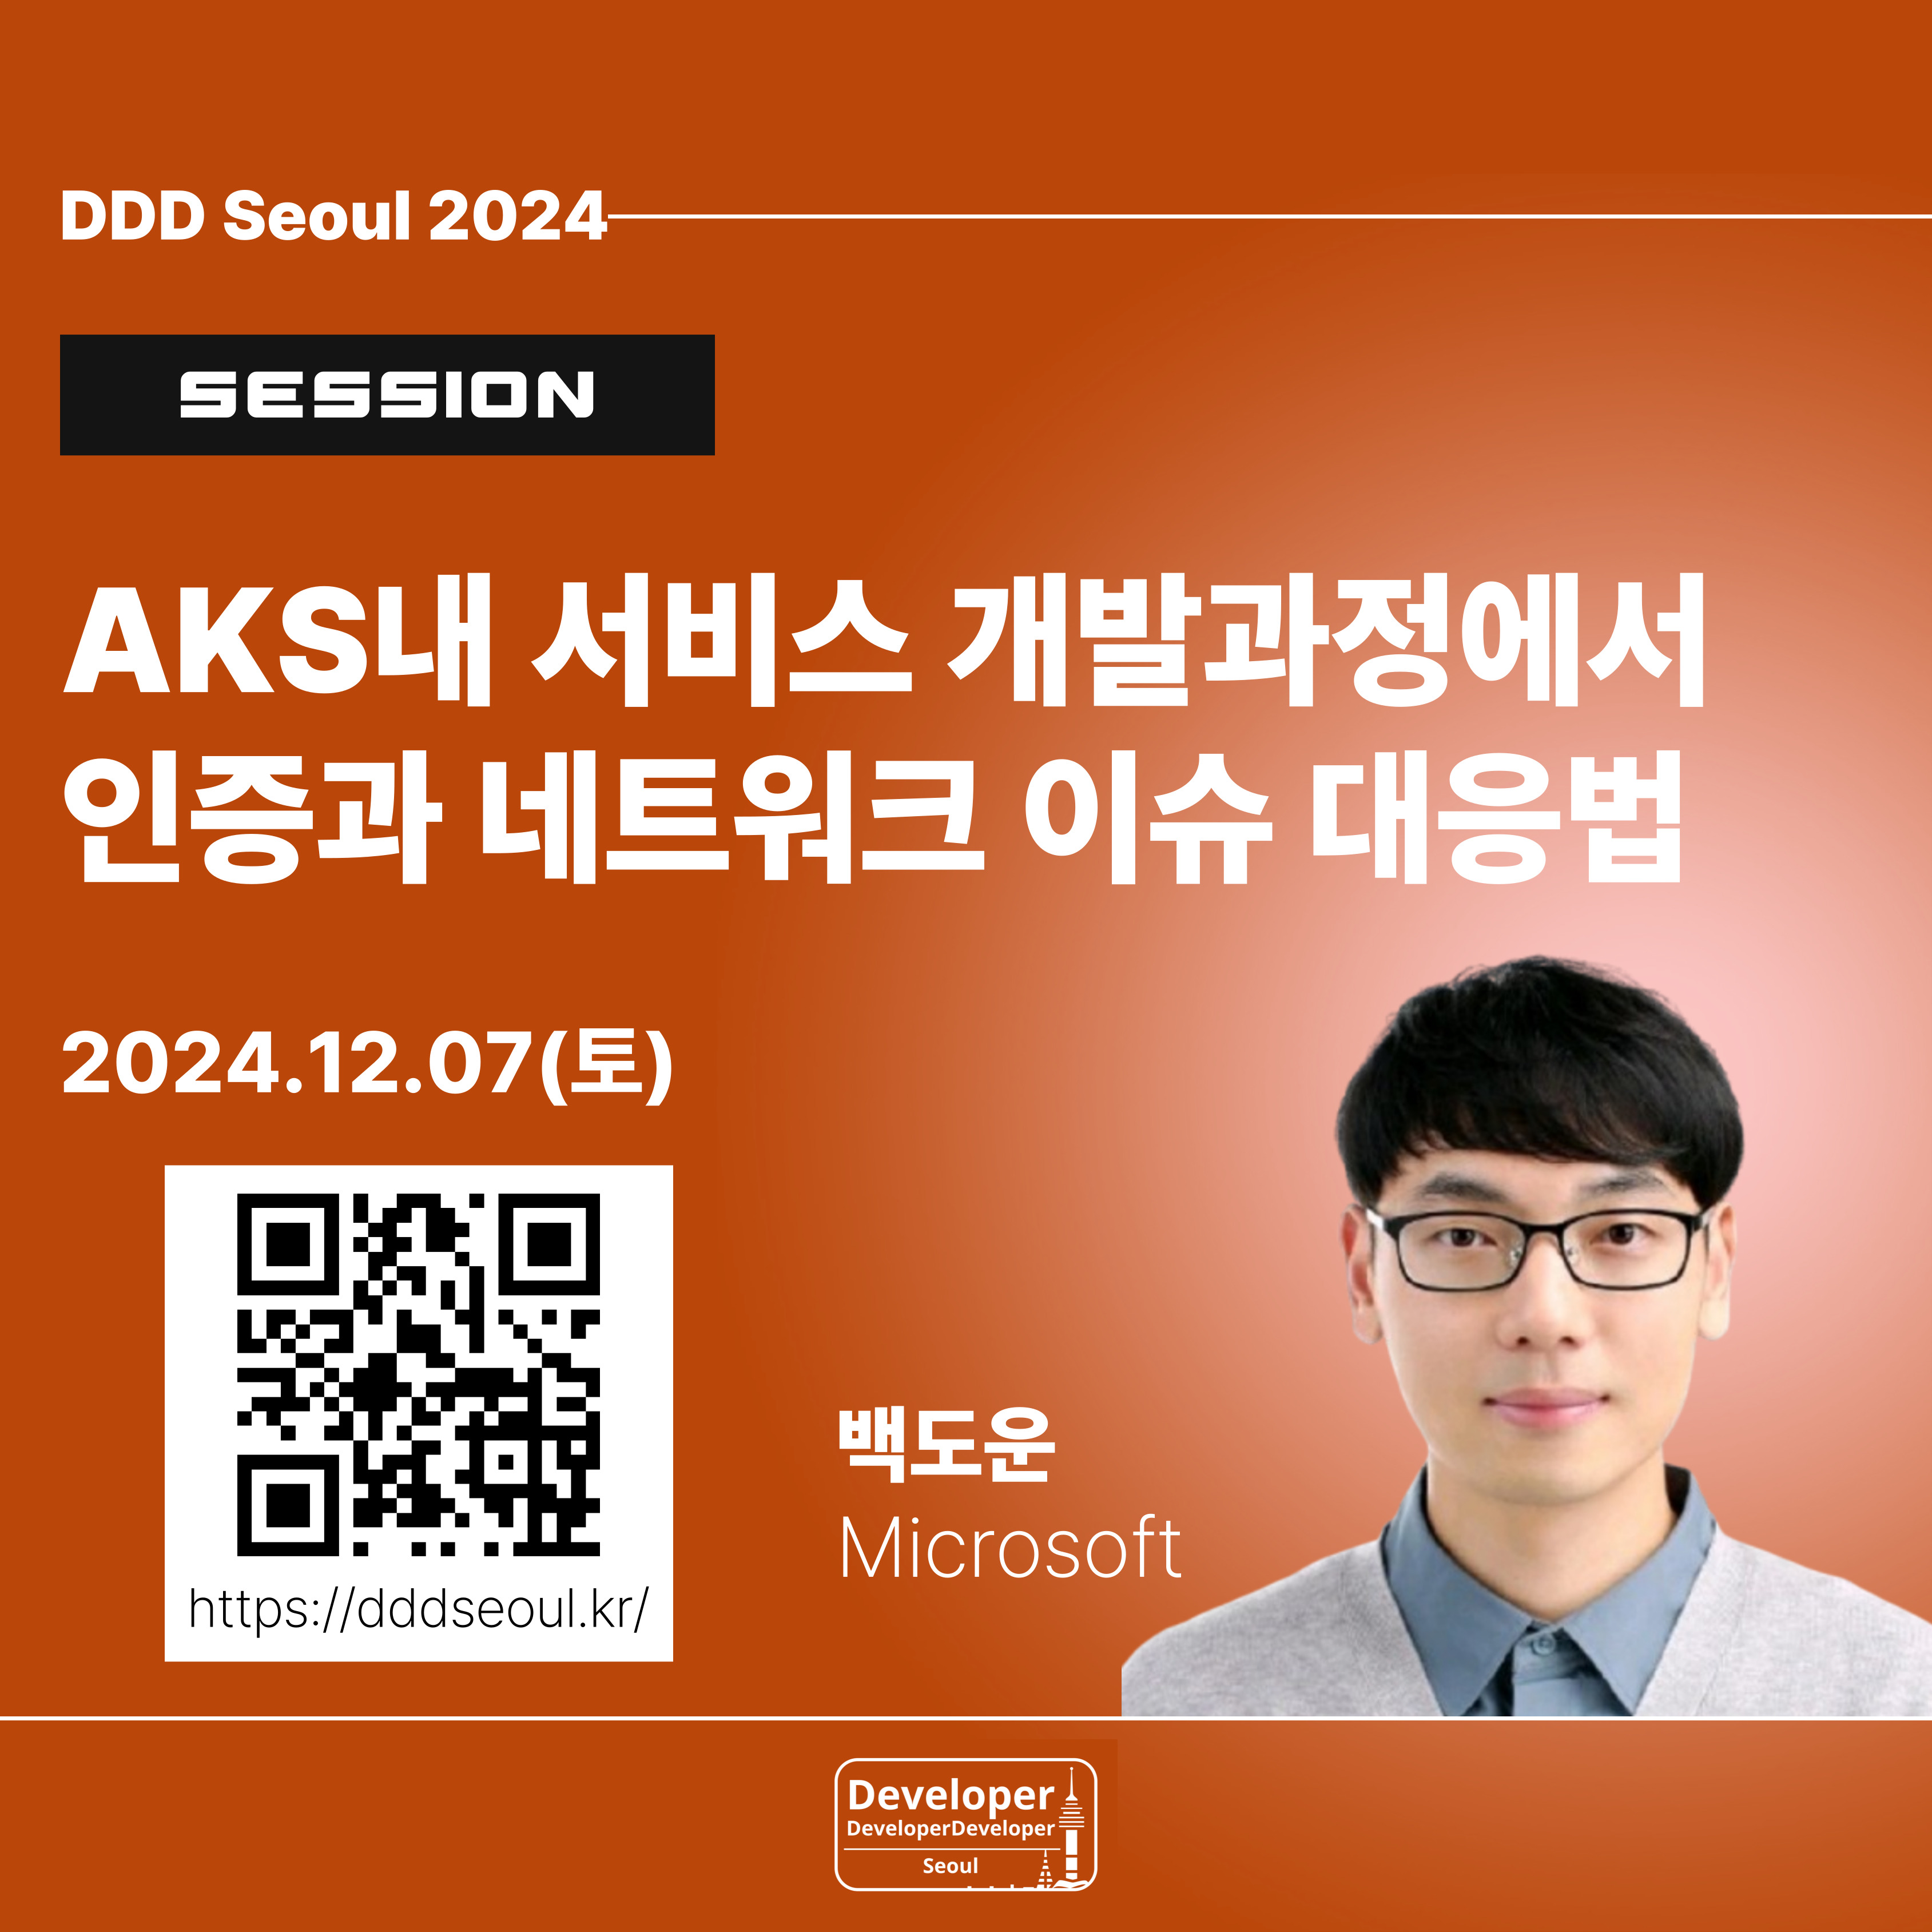 DDD Seoul 2024
SESSION
AKS내 서비스 개발과정에서
인증과 네트워크 이슈 대응법
2024.12.07(토)
https://dddseoul.kr/
백도운
Microsoft
Developer
DeveloperDeveloper
Seoul